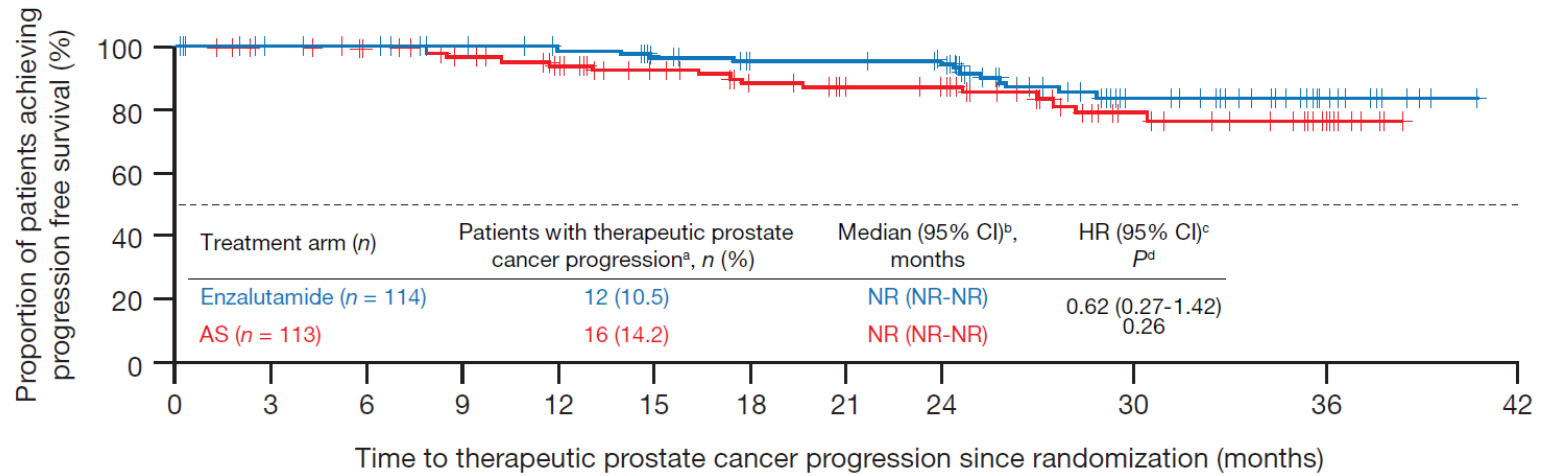 Proportion of patients achieving
progression free survival (%)
100
80
60
40
20
0
Treatment arm (n)
Patients with therapeutic prostate
cancer progressionᵃ, n (%)
Median (95% CI)ᵇ,
months
HR (95% CI)ᶜ
Pᵈ
Enzalutamide (n = 114)
12 (10.5)
NR (NR-NR)
AS (n = 113)
16 (14.2)
NR (NR-NR)
0.62 (0.27-1.42)
0.26
0 3 6 9 12 15 18 21 24 30 36 42
Time to therapeutic prostate cancer progression since randomization (months)